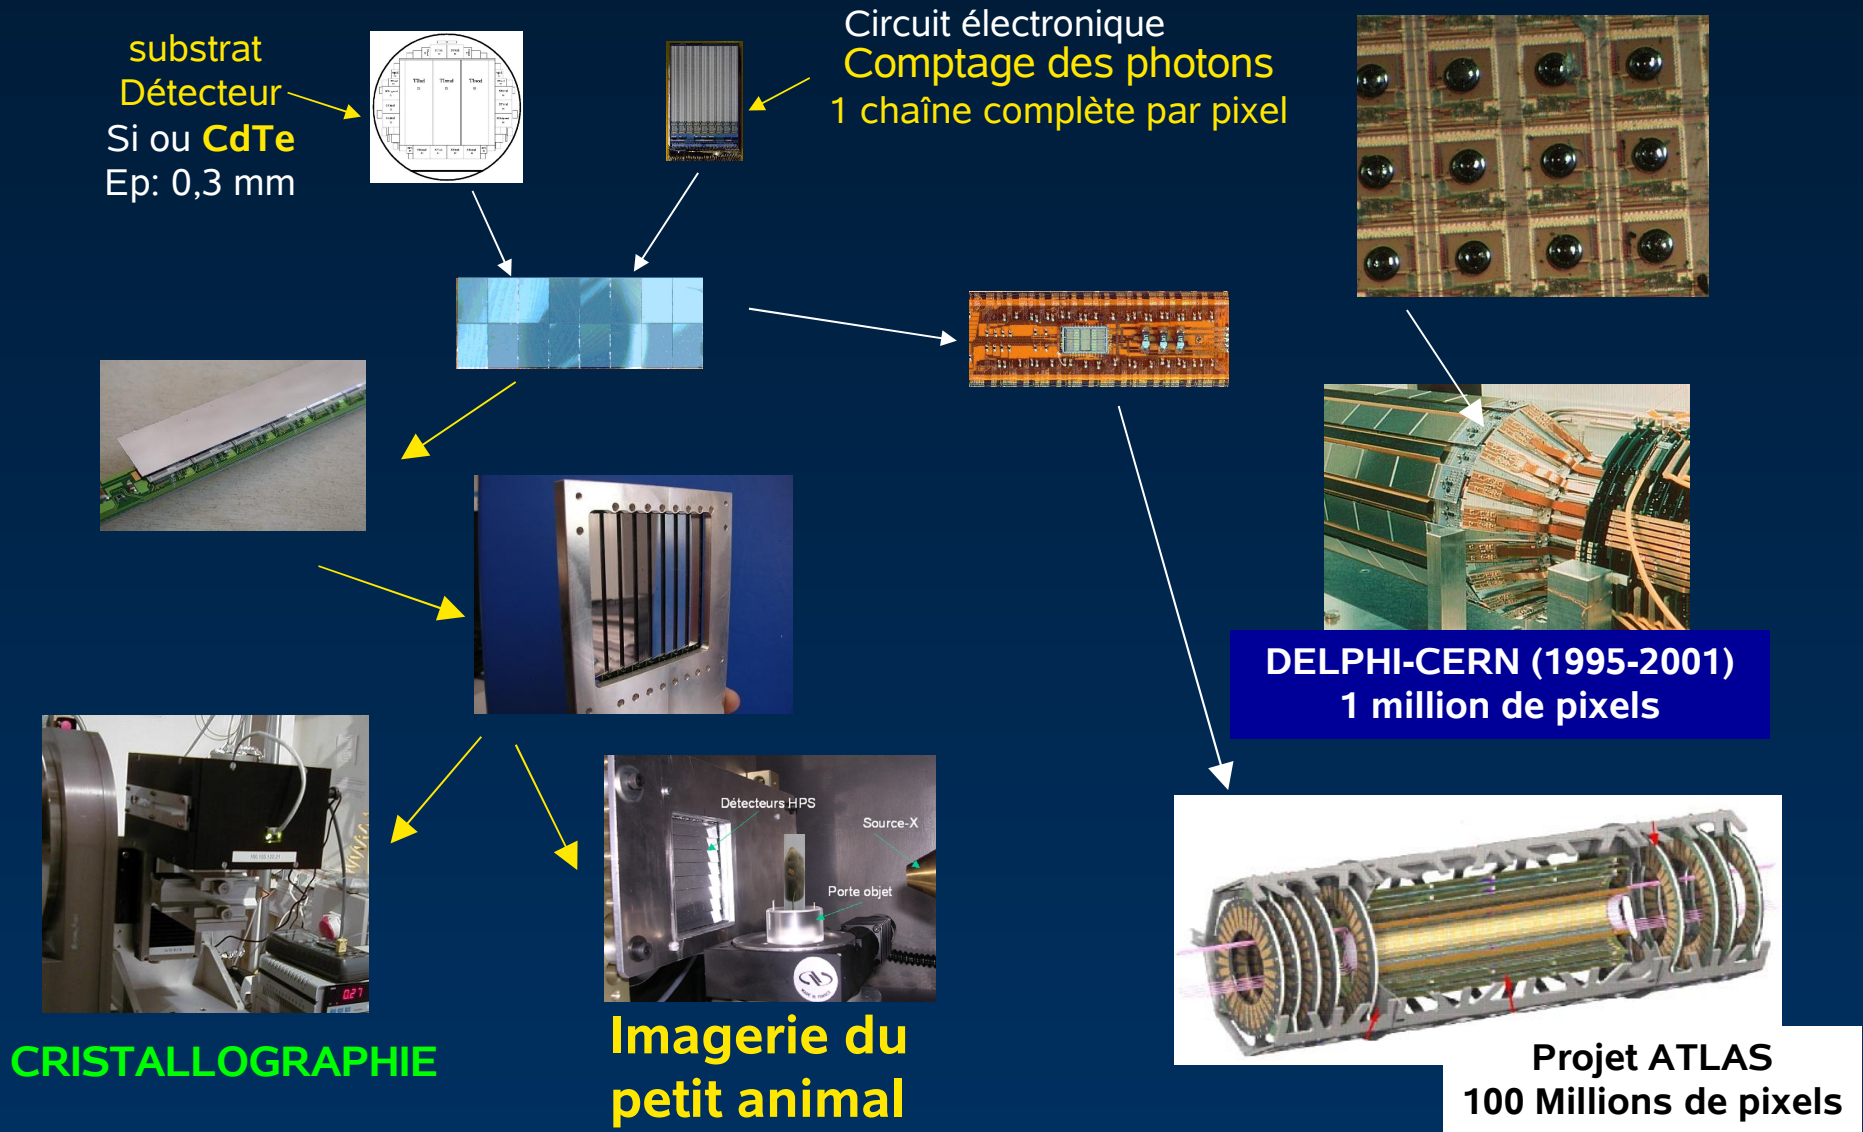 substrat
Détecteur
Si ou CdTe
Ep: 0,3 mm
Circuit électronique
Comptage des photons
1 chaîne complète par pixel
DELPHI-CERN (1995-2001)
1 million de pixels
Détecteurs HPS
Source-X
Porte objet
0.27
CRISTALLOGRAPHIE
Imagerie du
petit animal
Projet ATLAS
100 Millions de pixels